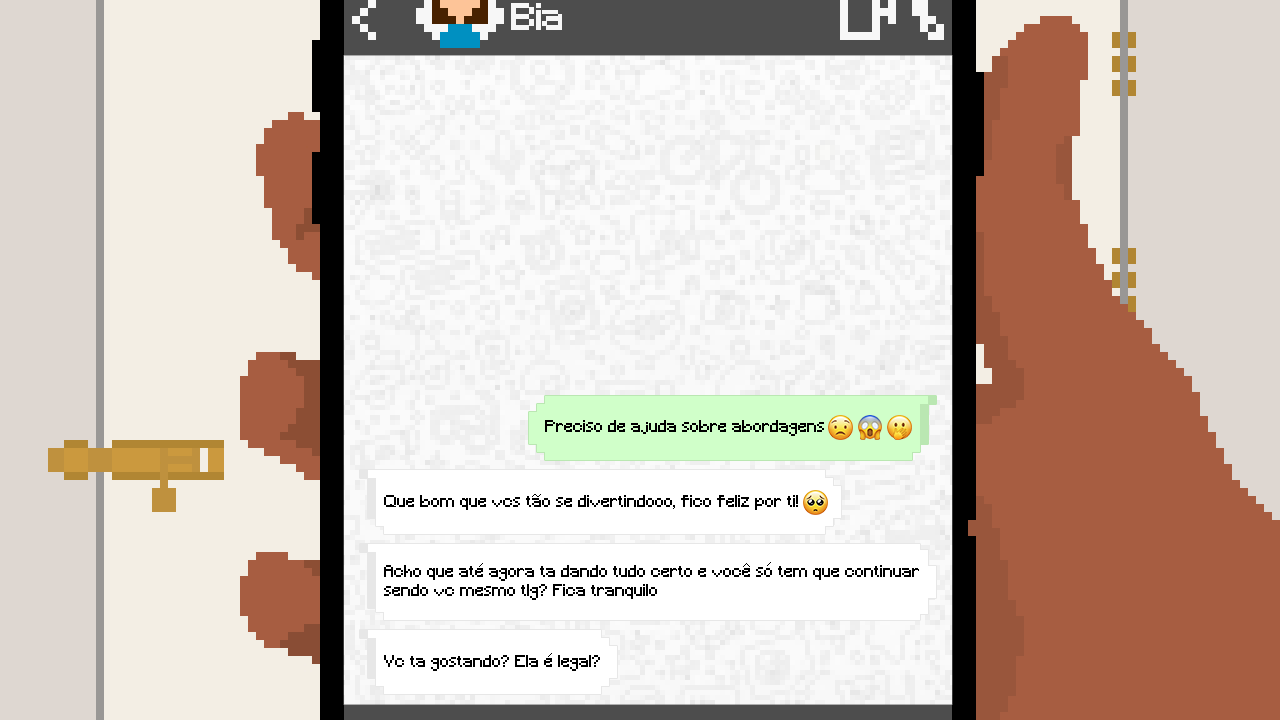 Bia
Preciso de ajuda sobre abordagens😟😱🫢
Que bom que vcs tão se divertindooo, fico feliz por ti!🥺
Acho que até agora ta dando tudo certo e você só tem que continuar
sendo vc mesmo tlg? Fica tranquilo
Vc ta gostando? Ela é legal?